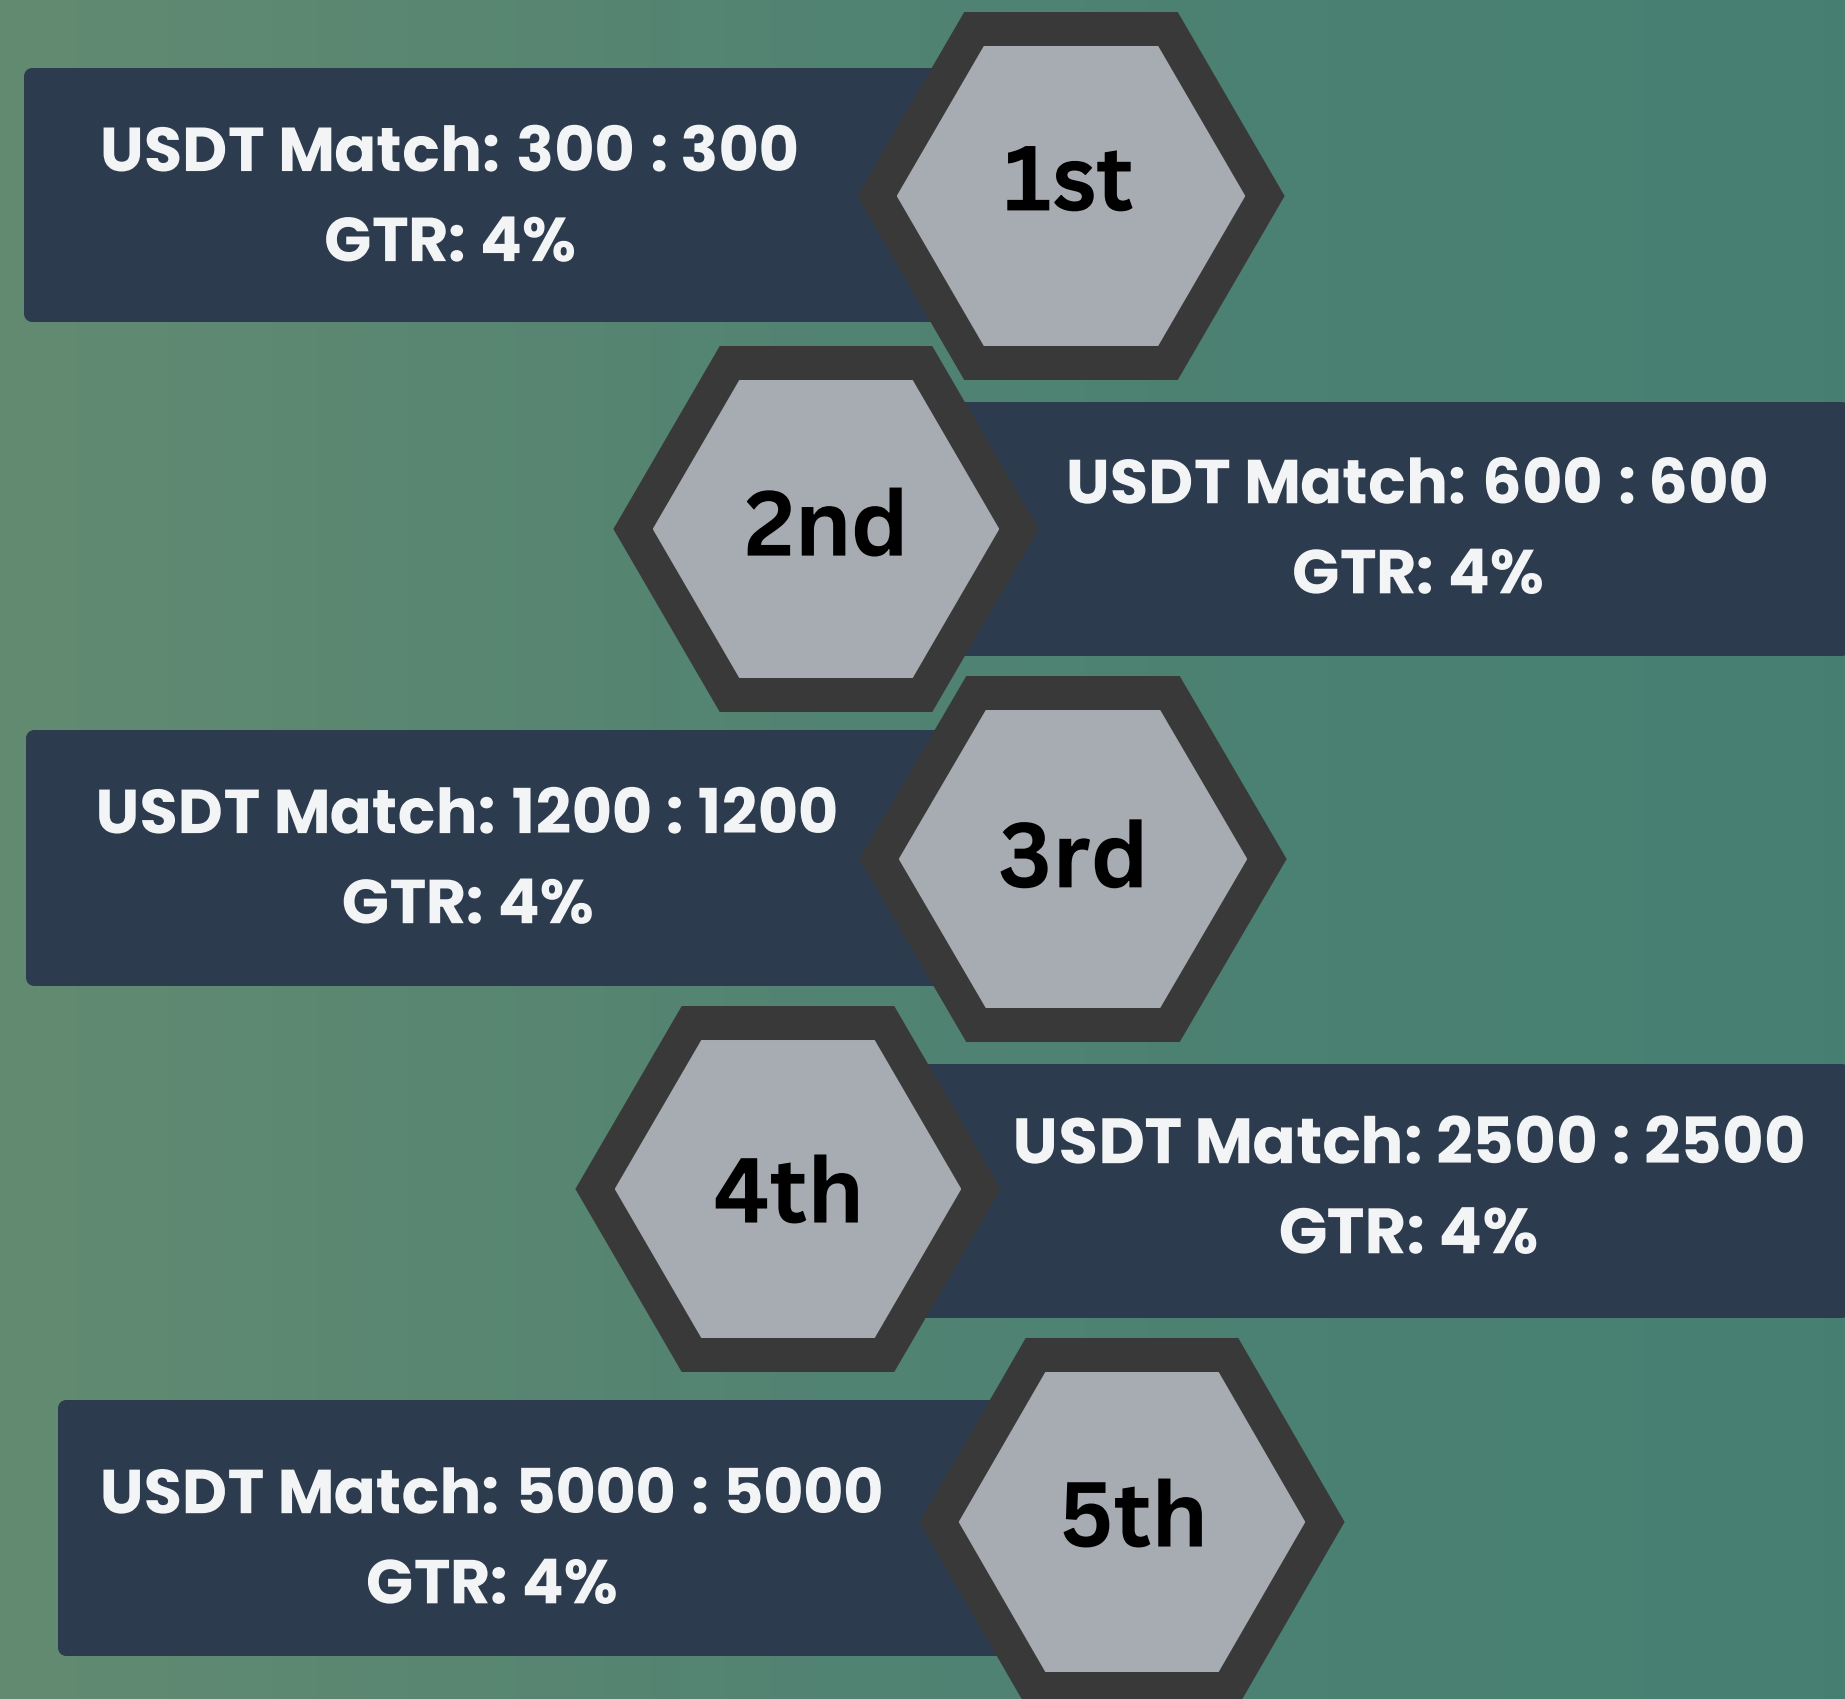 USDT Match: 300 : 300
GTR: 4%
1st
2nd
USDT Match: 600 : 600
GTR: 4%
USDT Match: 1200 : 1200
GTR: 4%
3rd
4th
USDT Match: 2500 : 2500
GTR: 4%
USDT Match: 5000 : 5000
GTR: 4%
5th